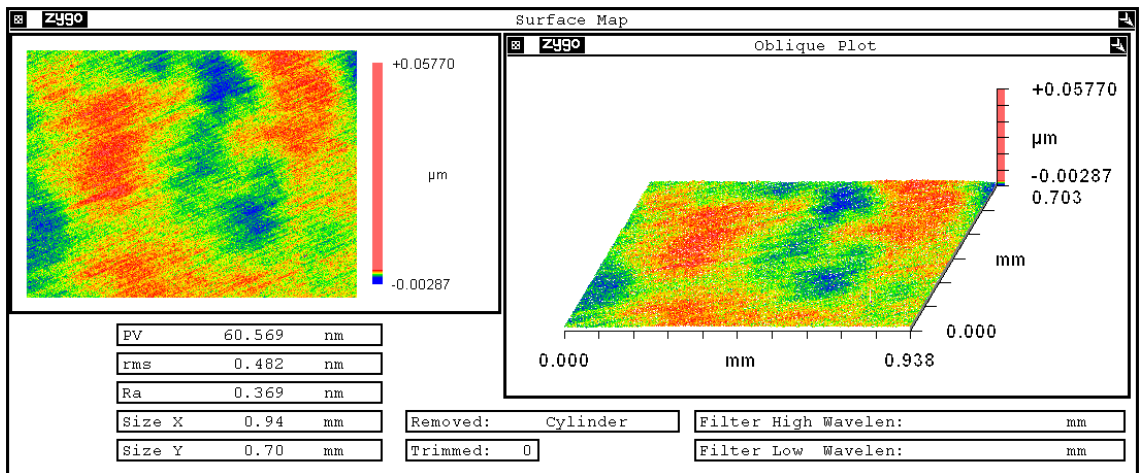 zygo Surface Map
+0.05770
µm
-0.00287
zygo Oblique Plot
+0.05770
µm
-0.00287
0.703
mm
0.000
0.000 mm 0.938
PV 60.569 nm
rms 0.482 nm
Ra 0.369 nm
Size X 0.94 mm
Size Y 0.70 mm
Removed: Cylinder
Trimmed: 0
Filter High Wavelen: mm
Filter Low Wavelen: mm